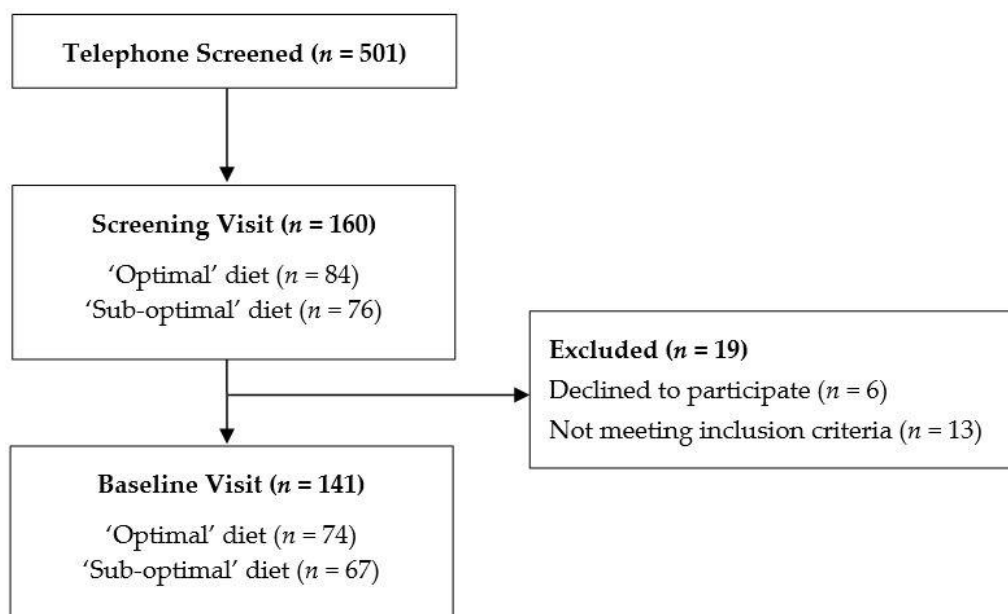 Telephone Screened (n = 501)
Screening Visit (n = 160)
‘Optimal’ diet (n = 84)
‘Sub-optimal’ diet (n = 76)
Excluded (n = 19)
Declined to participate (n = 6)
Not meeting inclusion criteria (n = 13)
Baseline Visit (n = 141)
‘Optimal’ diet (n = 74)
‘Sub-optimal’ diet (n = 67)